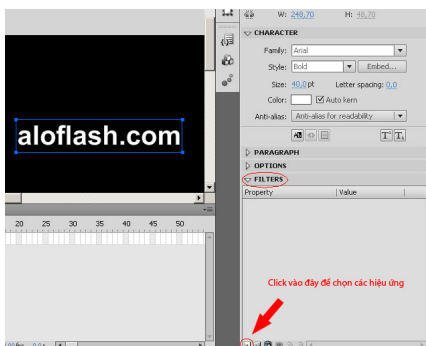 W: 248,70 H: 48,70
CHARACTER
Family: Arial
Style: Bold Embed...
Size: 40,0 pt Letter spacing: 0,0
Color: Auto kern
Anti-alias: Anti-alias for readability
aloflash.com
PARAGRAPH
OPTIONS
FILTERS
Property Value
20 25 30 35 40 45 50
Click vào đây để chọn các hiệu ứng